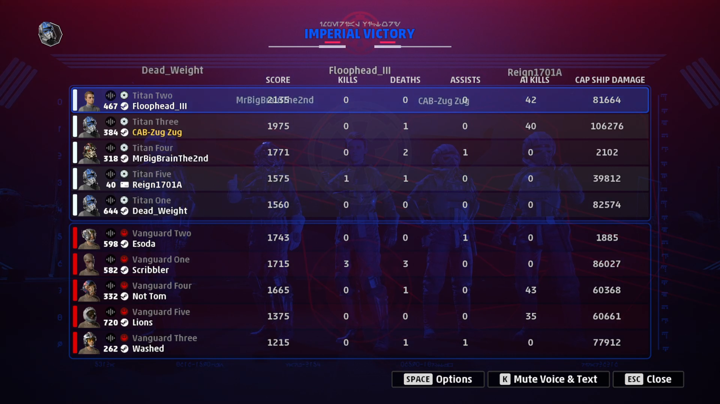 IMPERIAL VICTORY
Dead_Weight Floophead_III Reign1701A
SCORE KILLS DEATHS ASSISTS AI KILLS CAP SHIP DAMAGE
MrBigBrainThe2nd CAB-Zug Zug
Titan Two
467 Floophead_III 2135 0 0 0 42 81664
Titan Three
384 CAB-Zug Zug 1975 0 1 0 40 106276
Titan Four
318 MrBigBrainThe2nd 1771 0 2 1 0 2102
Titan Five
40 Reign1701A 1575 1 1 0 0 39812
Titan One
644 Dead_Weight 1560 0 0 0 0 82574
Vanguard Two
598 Esoda 1743 0 0 1 0 1885
Vanguard One
582 Scribbler 1715 3 3 0 0 86027
Vanguard Four
332 Not Tom 1665 0 1 0 43 60368
Vanguard Five
720 Lions 1375 0 0 0 35 60661
Vanguard Three
262 Washed 1215 0 1 1 0 77912
SPACE Options K Mute Voice & Text ESC Close